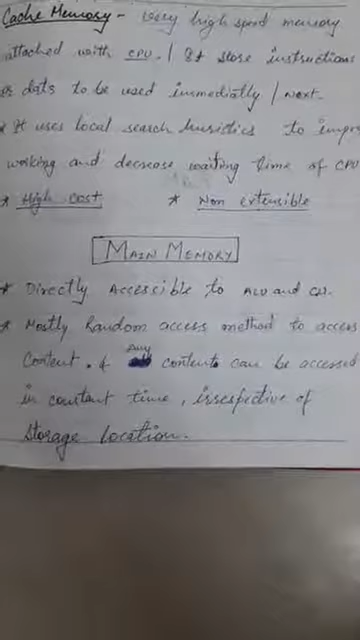 Cache Memory - Very high speed memory
attached with CPU. / It store instructions
or data to be used immediately / Next.
* It uses local search huristics to impr
working and decrease waiting time of CPU
* High Cost * Non extensible
MAIN MEMORY
* Directly Accessible to ALU and CU.
* Mostly Random access method to access
Content. & any contents can be accessed
in constant time, irrespective of
Storage location.